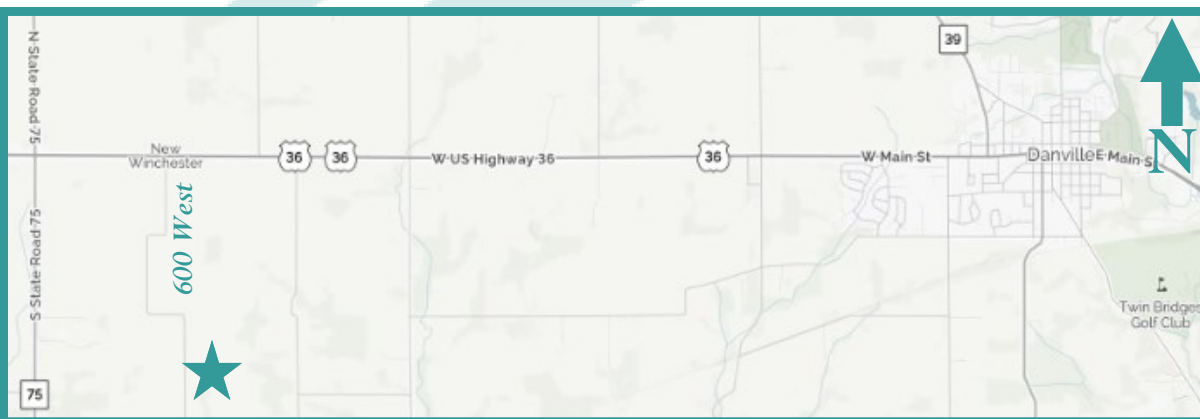 N State Road 75
39
New
Winchester
36
36
W US Highway 36
36
W Main St
Danville
E Main S
N
600 West
S State Road 75
Twin Bridges
Golf Club
75